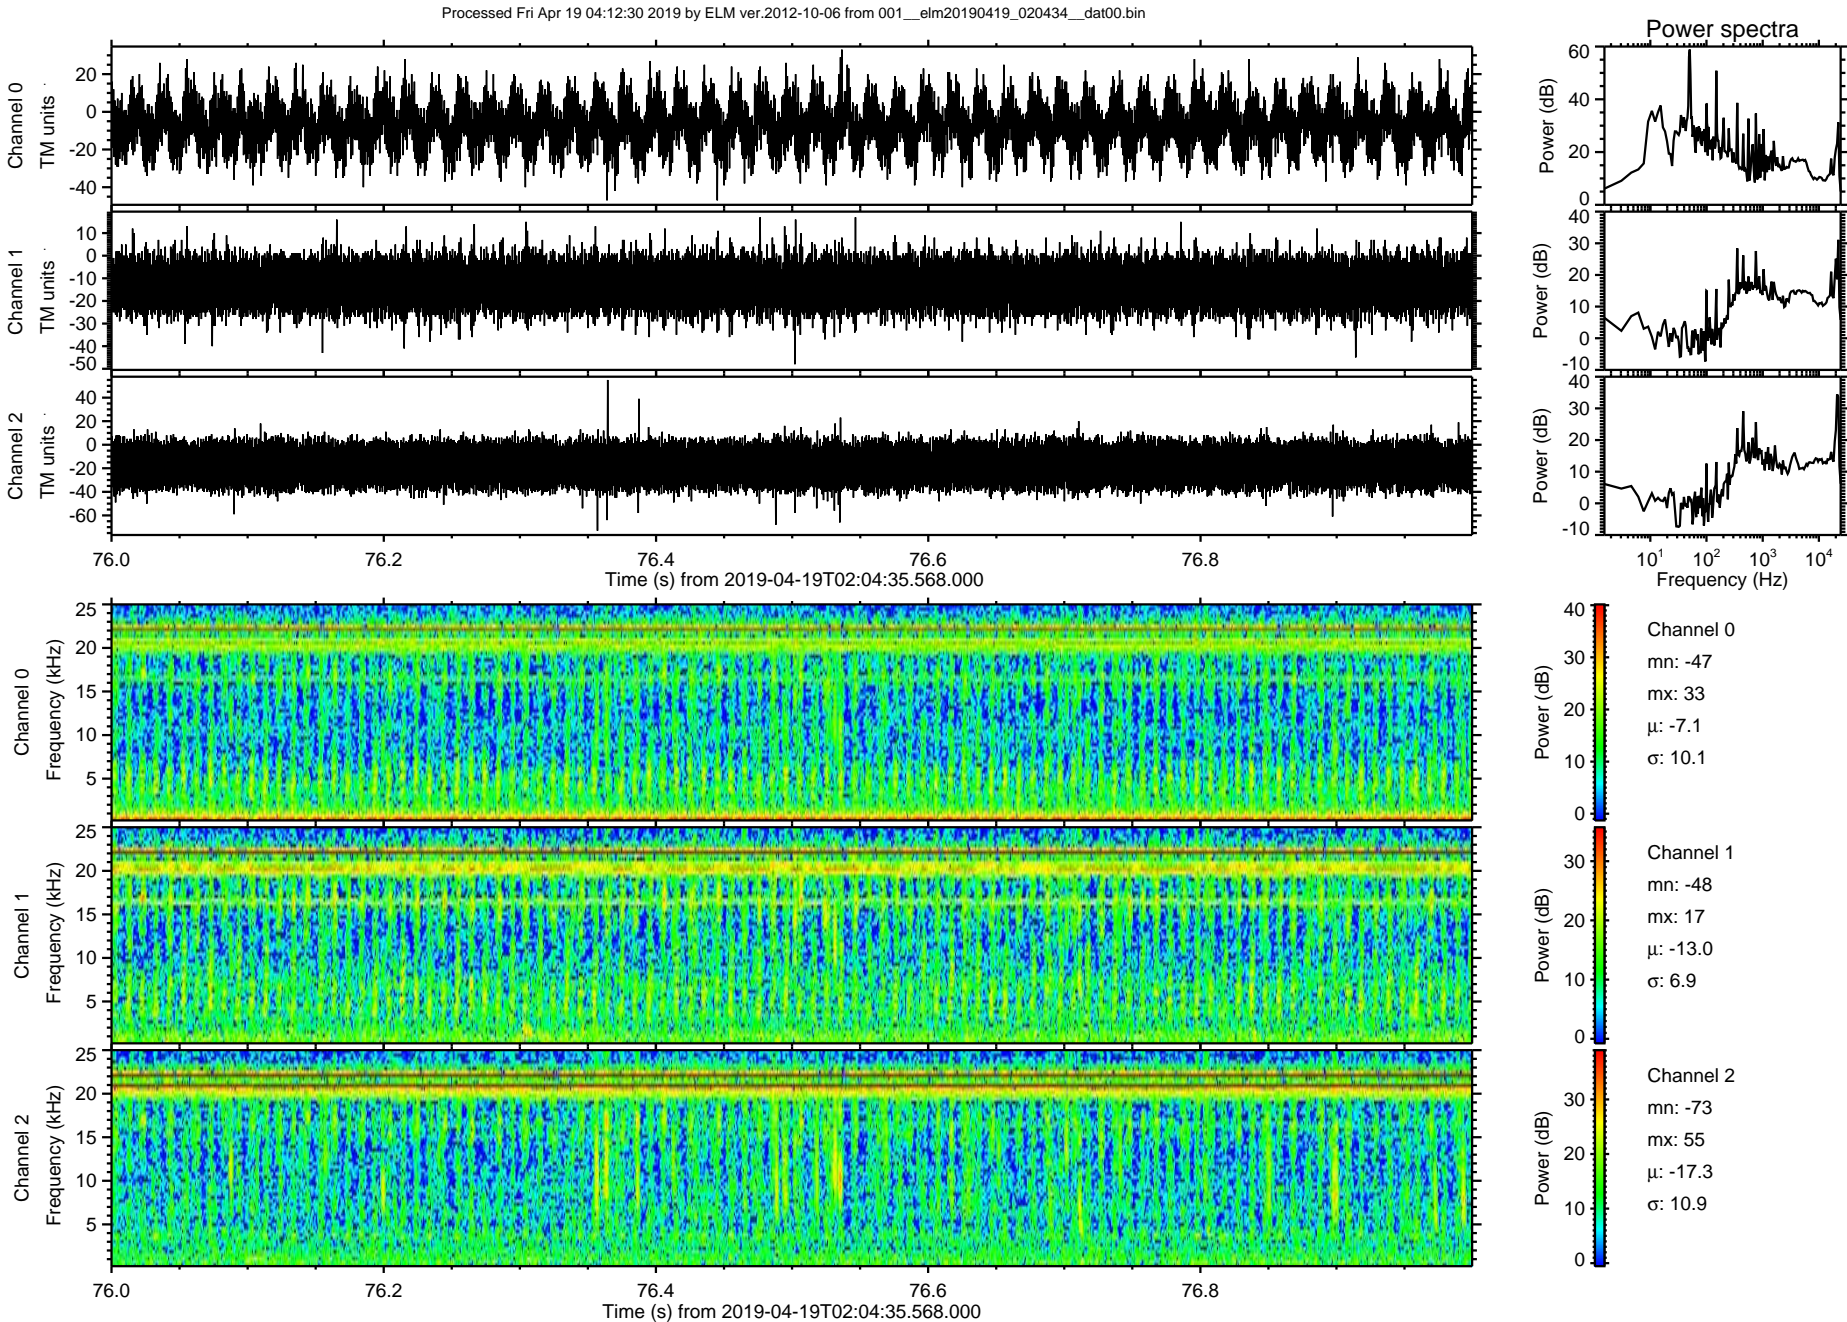 Processed Fri Apr 19 04:12:30 2019 by ELM ver.2012-10-06 from 001__elm20190419_020434__dat00.bin
Power spectra
Channel 0
TM units
20
0
-20
-40
Power (dB)
60
40
20
0
Channel 1
TM units
10
0
-10
-20
-30
-40
-50
Power (dB)
40
30
20
10
0
-10
Channel 2
TM units
40
20
0
-20
-40
-60
Power (dB)
40
30
20
10
0
-10
76.0 76.2 76.4 76.6 76.8
Time (s) from 2019-04-19T02:04:35.568.000
10^1 10^2 10^3 10^4
Frequency (Hz)
Channel 0
Frequency (kHz)
25
20
15
10
5
Power (dB)
40
30
20
10
0
Channel 0
mn: -47
mx: 33
μ: -7.1
σ: 10.1
Channel 1
Frequency (kHz)
25
20
15
10
5
Power (dB)
30
20
10
0
Channel 1
mn: -48
mx: 17
μ: -13.0
σ: 6.9
Channel 2
Frequency (kHz)
25
20
15
10
5
Power (dB)
30
20
10
0
Channel 2
mn: -73
mx: 55
μ: -17.3
σ: 10.9
76.0 76.2 76.4 76.6 76.8
Time (s) from 2019-04-19T02:04:35.568.000